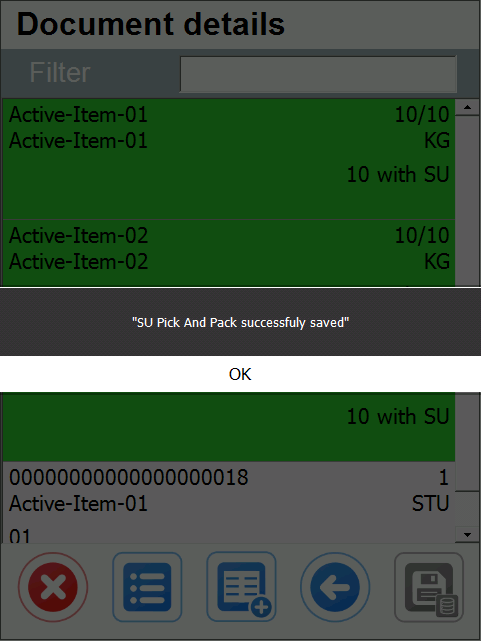 Document details
Filter
Active-Item-01 10/10
Active-Item-01 KG
10 with SU
Active-Item-02 10/10
Active-Item-02 KG
"SU Pick And Pack successfuly saved"
OK
10 with SU
00000000000000000018 1
Active-Item-01 STU
01